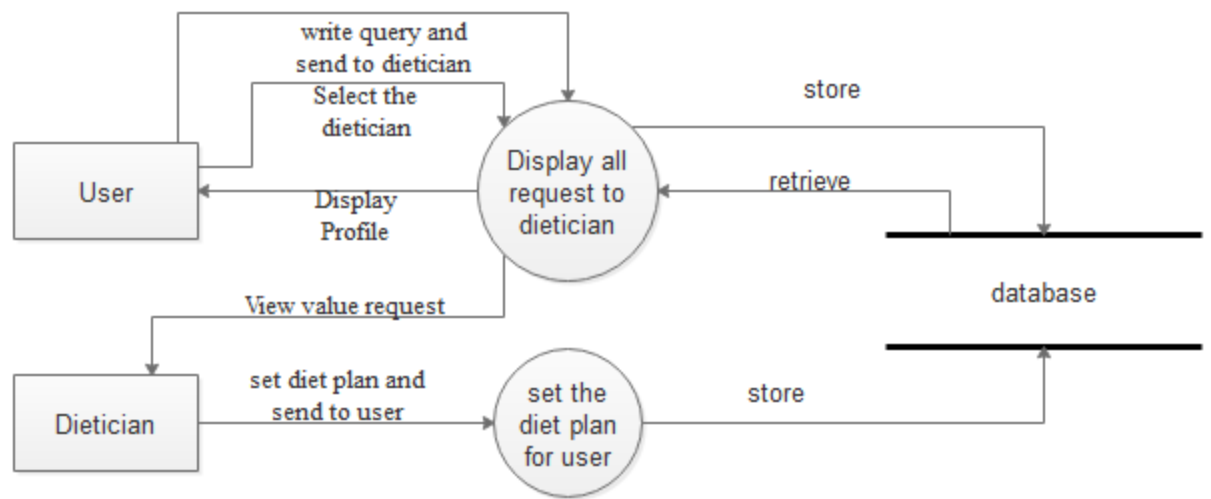 write query and
send to dietician
Select the
dietician
store
User
Display all
request to
dietician
retrieve
Display
Profile
View value request
database
Dietician
set diet plan and
send to user
set the
diet plan
for user
store